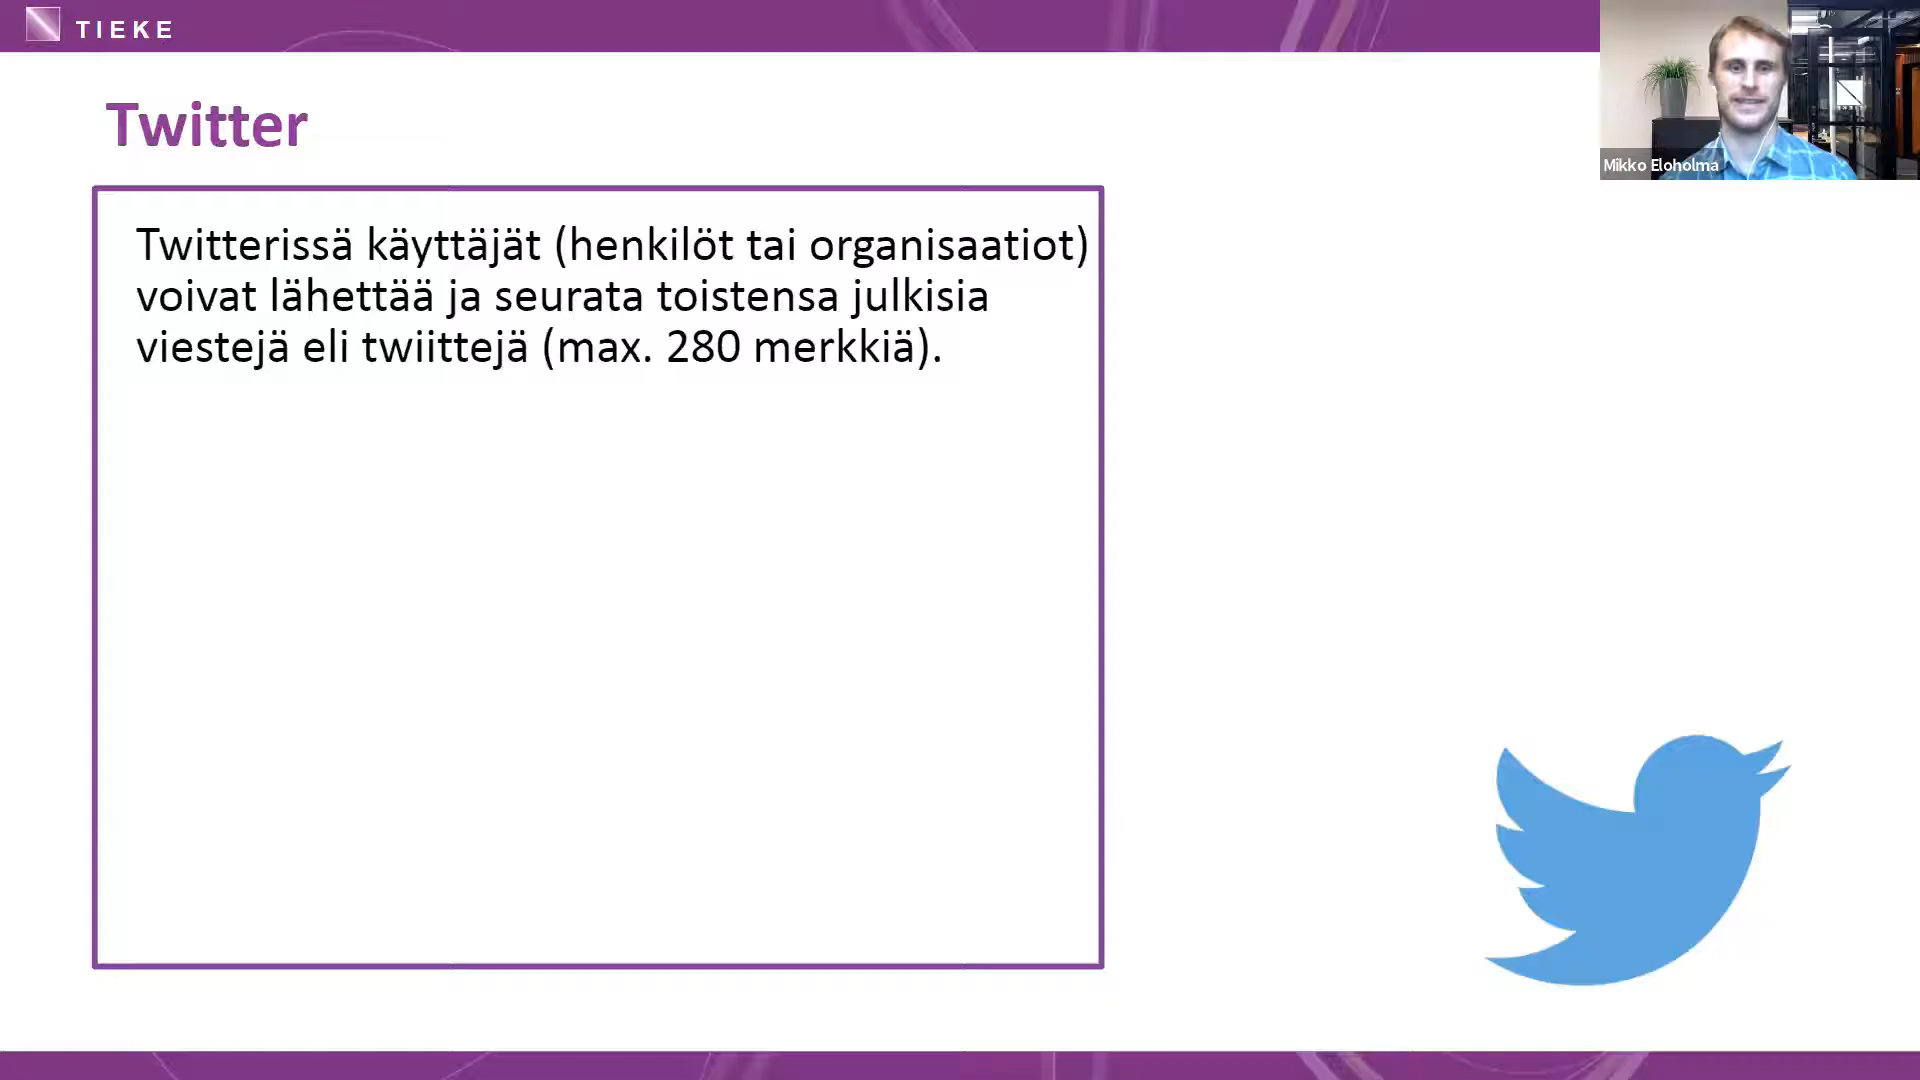 TIEKE
Twitter
Twitterissä käyttäjät (henkilöt tai organisaatiot)
voivat lähettää ja seurata toistensa julkisia
viestejä eli twiittejä (max. 280 merkkiä).
Mikko Eloholma